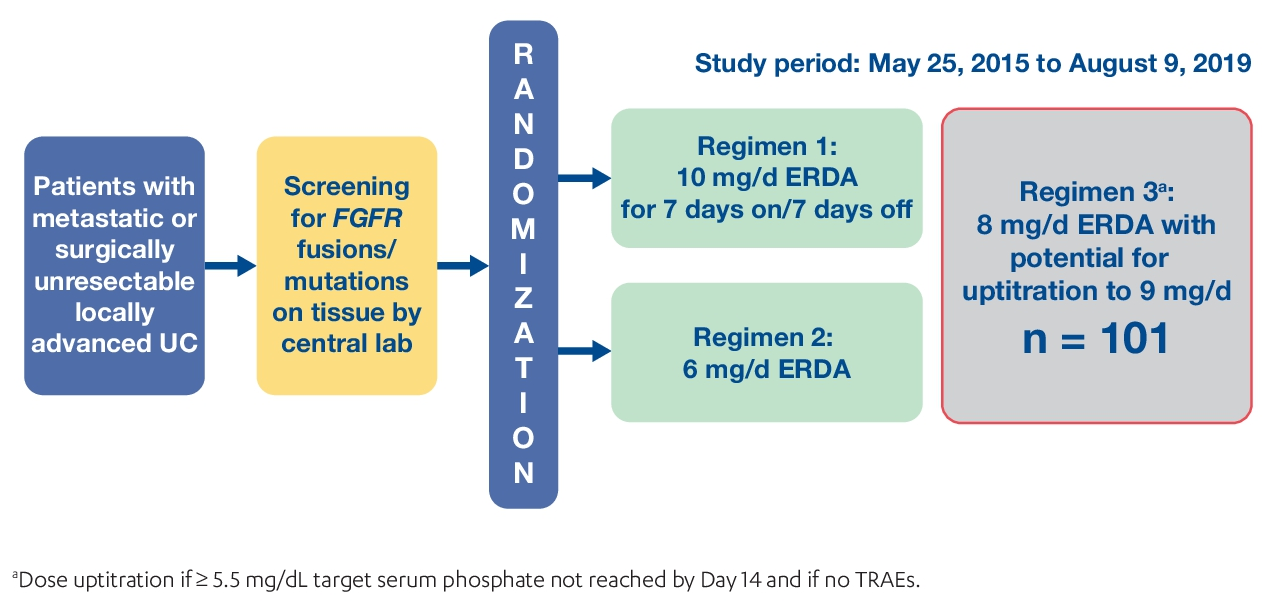 Study period: May 25, 2015 to August 9, 2019
Patients with
metastatic or
surgically
unresectable
locally
advanced UC
Screening
for FGFR
fusions/
mutations
on tissue by
central lab
RANDOMIZATION
Regimen 1:
10 mg/d ERDA
for 7 days on/7 days off
Regimen 2:
6 mg/d ERDA
Regimen 3ᵃ:
8 mg/d ERDA with
potential for
uptitration to 9 mg/d
n = 101
ᵃDose uptitration if ≥ 5.5 mg/dL target serum phosphate not reached by Day 14 and if no TRAEs.